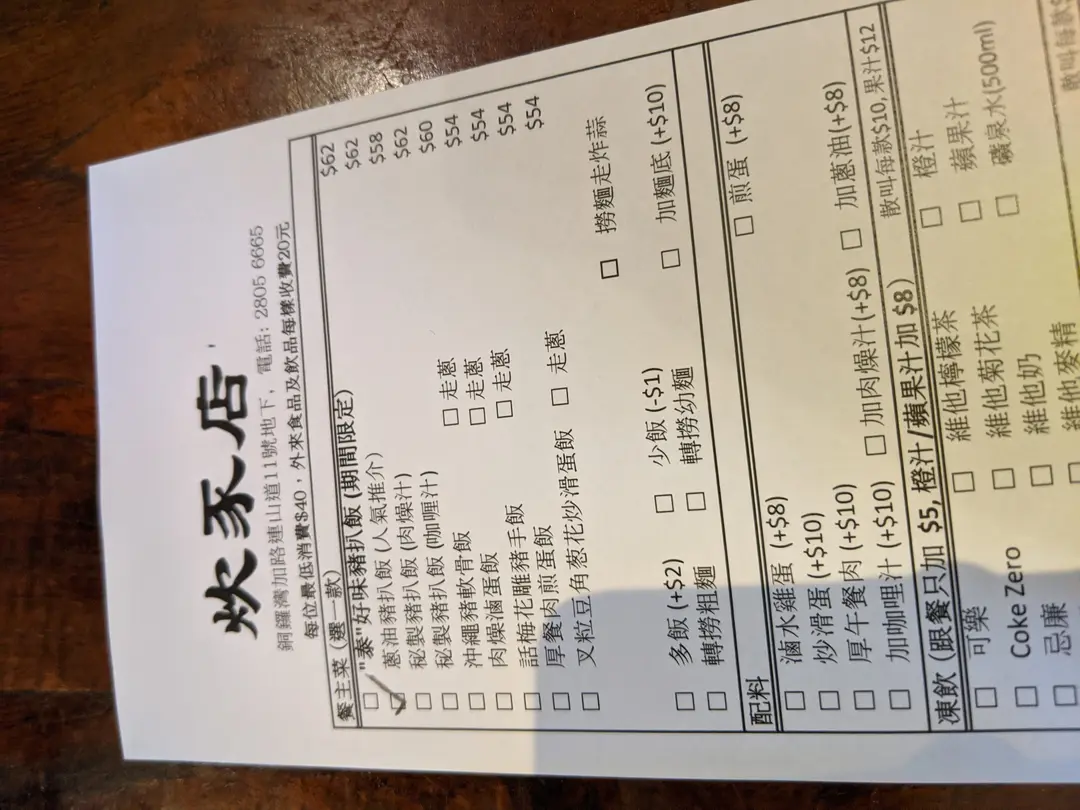 炊豕店
銅鑼灣加路連山道11號地下, 電話: 2805 6665
每位最低消費$40，外來食品及飲品每樣收費20元
餐主菜 (選一款)
□ "泰"好味豬扒飯 (期間限定) $62
□ 蔥油豬扒飯 (人氣推介) $62
□ 秘製豬扒飯 (肉燥汁) $58
□ 秘製豬扒飯 (咖喱汁) $62
□ 沖繩豬軟骨飯 □ 走蔥 $60
□ 肉燥滷蛋飯 □ 走蔥 $54
□ 話梅花雕豬手飯 □ 走蔥 $54
□ 厚餐肉煎蛋飯 $54
□ 叉粒豆角葱花炒滑蛋飯 □ 走蔥 $54
□ 撈麵走炸蒜
□ 多飯 (+$2) □ 少飯 (-$1) □ 加麵底 (+$10)
□ 轉撈粗麵 □ 轉撈幼麵
配料
□ 滷水雞蛋 (+$8) □ 煎蛋 (+$8)
□ 炒滑蛋 (+$10)
□ 厚午餐肉 (+$10)
□ 加咖喱汁 (+$10) □ 加肉燥汁(+$8) □ 加蔥油(+$8)
凍飲 (跟餐只加 $5, 橙汁/蘋果汁加 $8) 散叫每款$10, 果汁$12
□ 可樂 □ 維他檸檬茶 □ 橙汁
□ Coke Zero □ 維他菊花茶 □ 蘋果汁
□ 忌廉 □ 維他奶 □ 礦泉水(500ml)
□ 維他麥精
散叫每款$